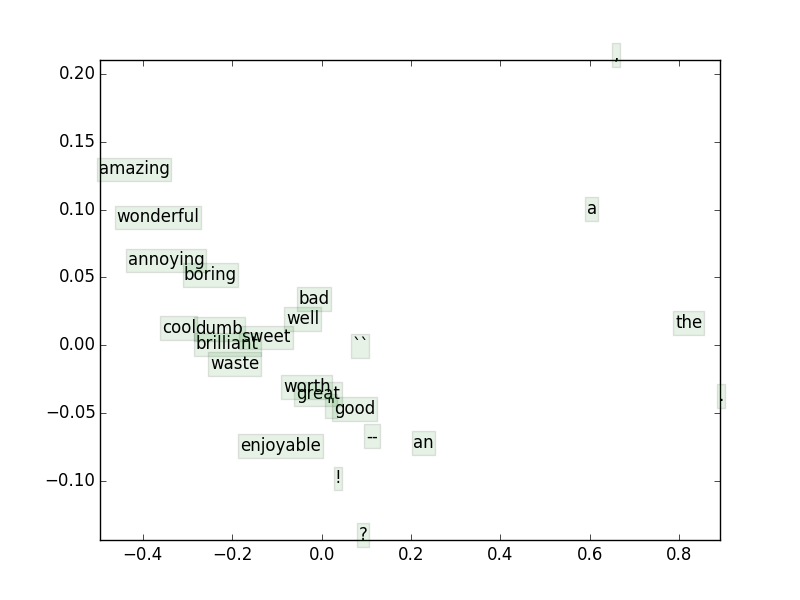 ,
0.20
0.15
amazing
0.10
wonderful
a
annoying
0.05
boring
bad
well
the
cool
dumb
sweet
0.00
brilliant
``
waste
worth
great
.
"
−0.05
good
--
an
enjoyable
−0.10
!
?
−0.4 −0.2 0.0 0.2 0.4 0.6 0.8